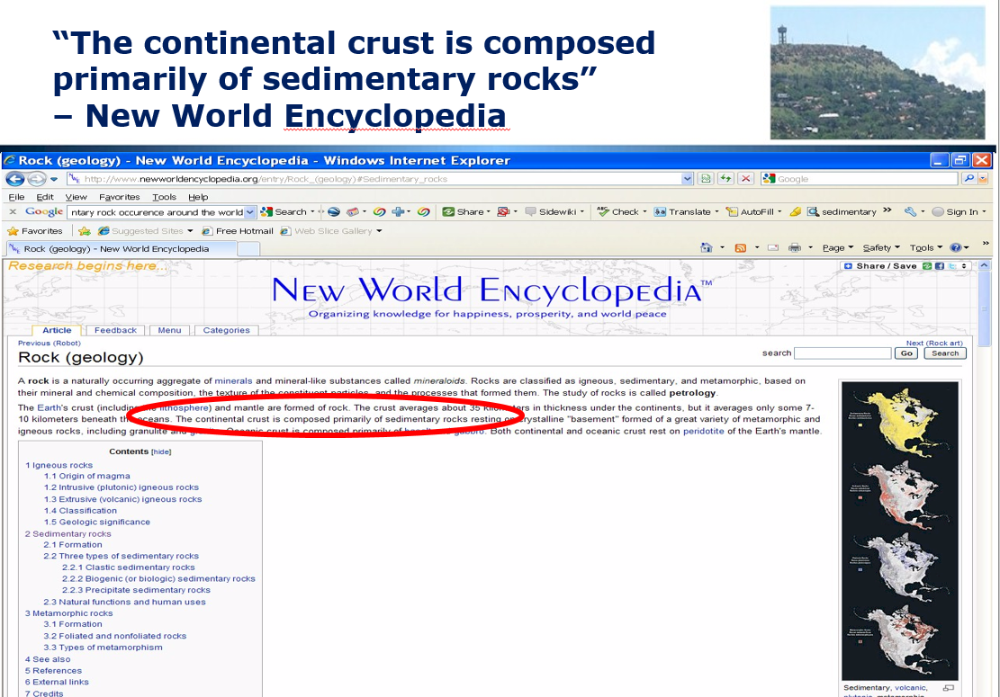 “The continental crust is composed
primarily of sedimentary rocks”
– New World Encyclopedia
Rock (geology) - New World Encyclopedia - Windows Internet Explorer
http://www.newworldencyclopedia.org/entry/Rock_(geology)#Sedimentary_rocks
Google
File Edit View Favorites Tools Help
x Google ntary rock occurence around the world Search Share Sidewiki Check Translate AutoFill sedimentary Sign In
Favorites Suggested Sites Free Hotmail Web Slice Gallery
Rock (geology) - New World Encyclopedia
Page Safety Tools
Research begins here...
Share / Save
New World Encyclopedia™
Organizing knowledge for happiness, prosperity, and world peace
Article Feedback Menu Categories
Previous (Robot)
Next (Rock art)
Rock (geology)
search Go Search
A rock is a naturally occurring aggregate of minerals and mineral-like substances called mineraloids. Rocks are classified as igneous, sedimentary, and metamorphic, based on
their mineral and chemical composition, the texture of the constituent particles, and the processes that formed them. The study of rocks is called petrology.
The Earth's crust (including the lithosphere) and mantle are formed of rock. The crust averages about 35 kilometers in thickness under the continents, but it averages only some 7-
10 kilometers beneath the oceans. The continental crust is composed primarily of sedimentary rocks resting on crystalline "basement" formed of a great variety of metamorphic and
igneous rocks, including granulite and Oceanic crust is composed primarily of basalt and gabbro. Both continental and oceanic crust rest on peridotite of the Earth's mantle.
Contents [hide]
1 Igneous rocks
1.1 Origin of magma
1.2 Intrusive (plutonic) igneous rocks
1.3 Extrusive (volcanic) igneous rocks
1.4 Classification
1.5 Geologic significance
2 Sedimentary rocks
2.1 Formation
2.2 Three types of sedimentary rocks
2.2.1 Clastic sedimentary rocks
2.2.2 Biogenic (or biologic) sedimentary rocks
2.2.3 Precipitate sedimentary rocks
2.3 Natural functions and human uses
3 Metamorphic rocks
3.1 Formation
3.2 Foliated and nonfoliated rocks
3.3 Types of metamorphism
4 See also
5 References
6 External links
7 Credits
Sedimentary, volcanic,
plutonic, metamorphic